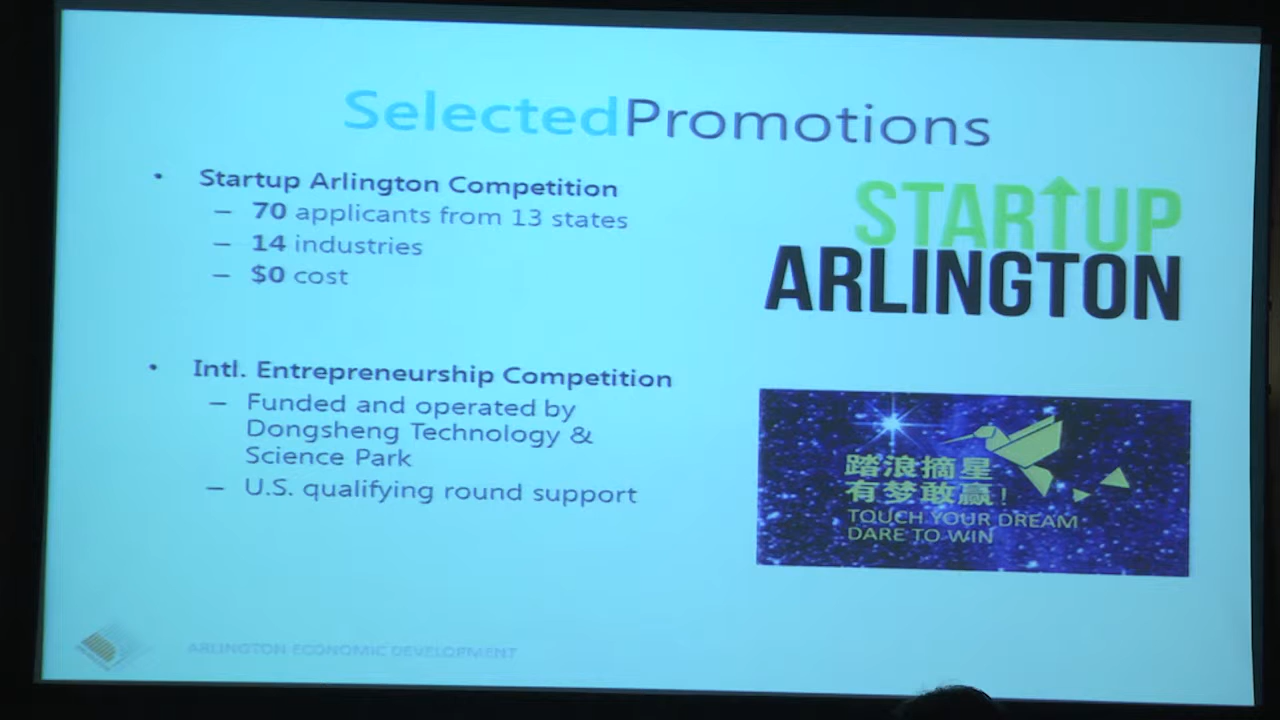 SelectedPromotions
• Startup Arlington Competition
– 70 applicants from 13 states
– 14 industries
– $0 cost
STARTUP
ARLINGTON
• Intl. Entrepreneurship Competition
– Funded and operated by
Dongsheng Technology &
Science Park
– U.S. qualifying round support
踏浪摘星
有梦敢赢!
TOUCH YOUR DREAM
DARE TO WIN
ARLINGTON ECONOMIC DEVELOPMENT